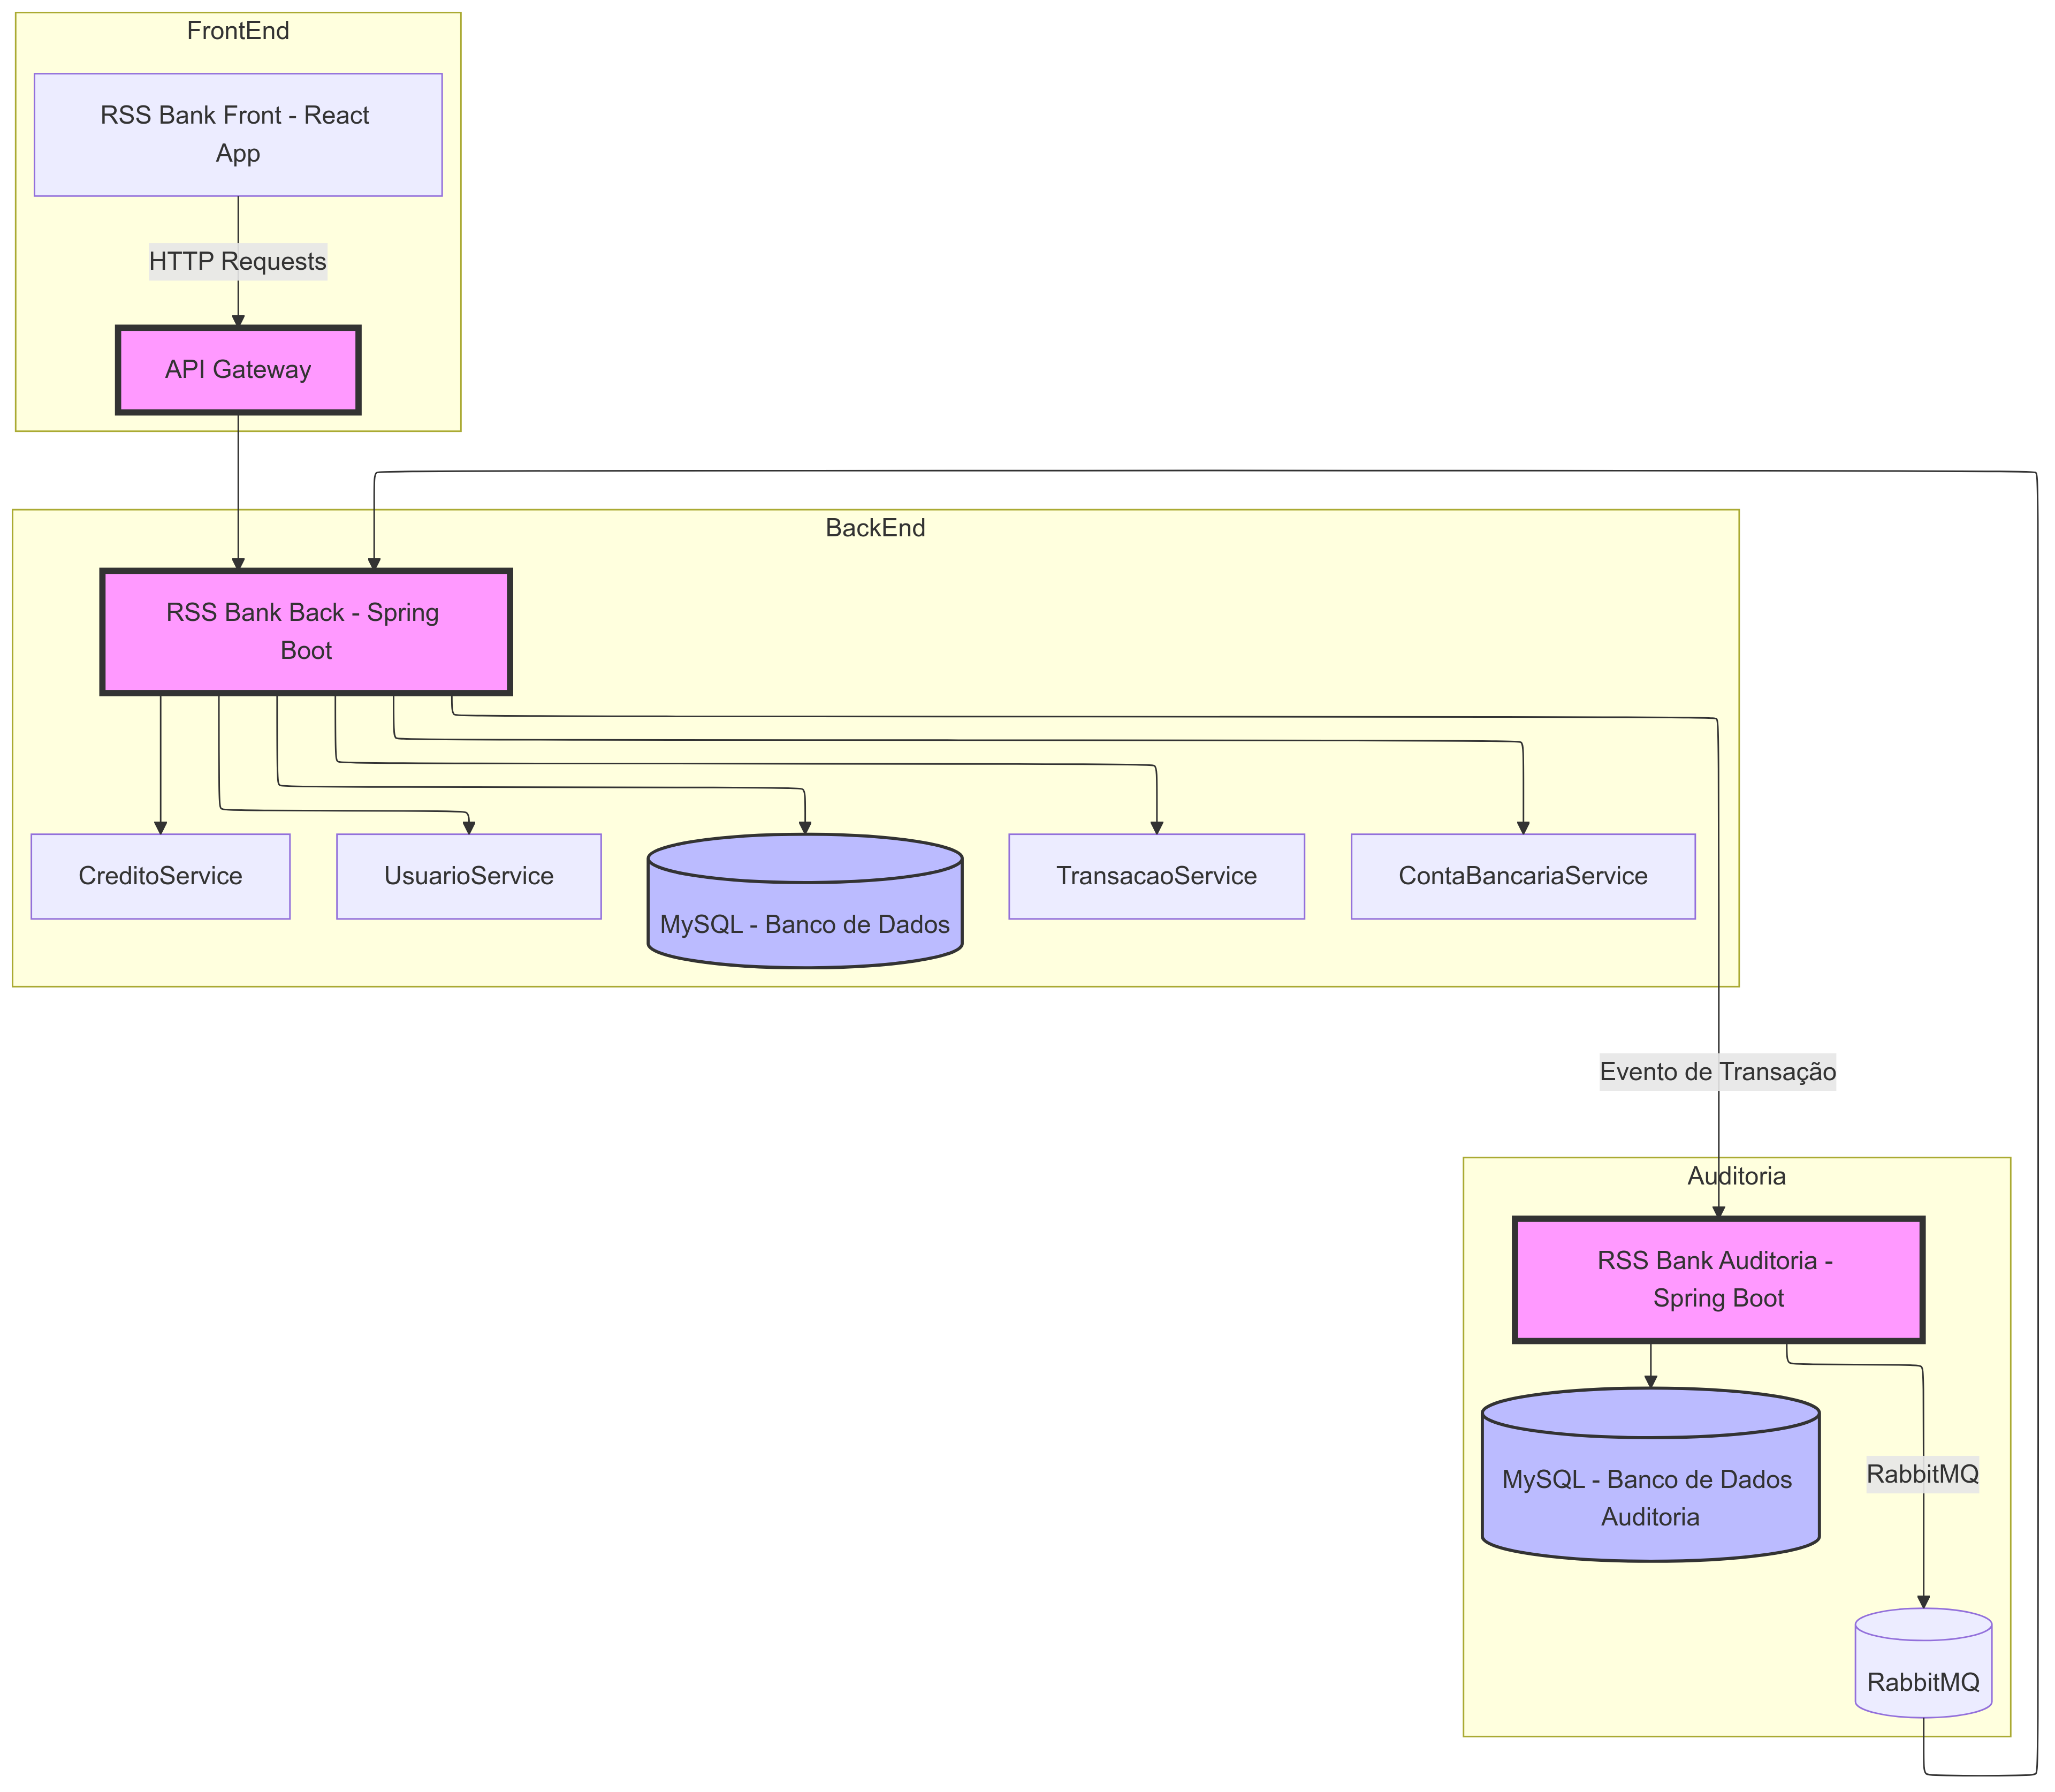 FrontEnd
RSS Bank Front - React
App
HTTP Requests
API Gateway
BackEnd
RSS Bank Back - Spring
Boot
CreditoService
UsuarioService
MySQL - Banco de Dados
TransacaoService
ContaBancariaService
Evento de Transação
Auditoria
RSS Bank Auditoria -
Spring Boot
MySQL - Banco de Dados
Auditoria
RabbitMQ
RabbitMQ